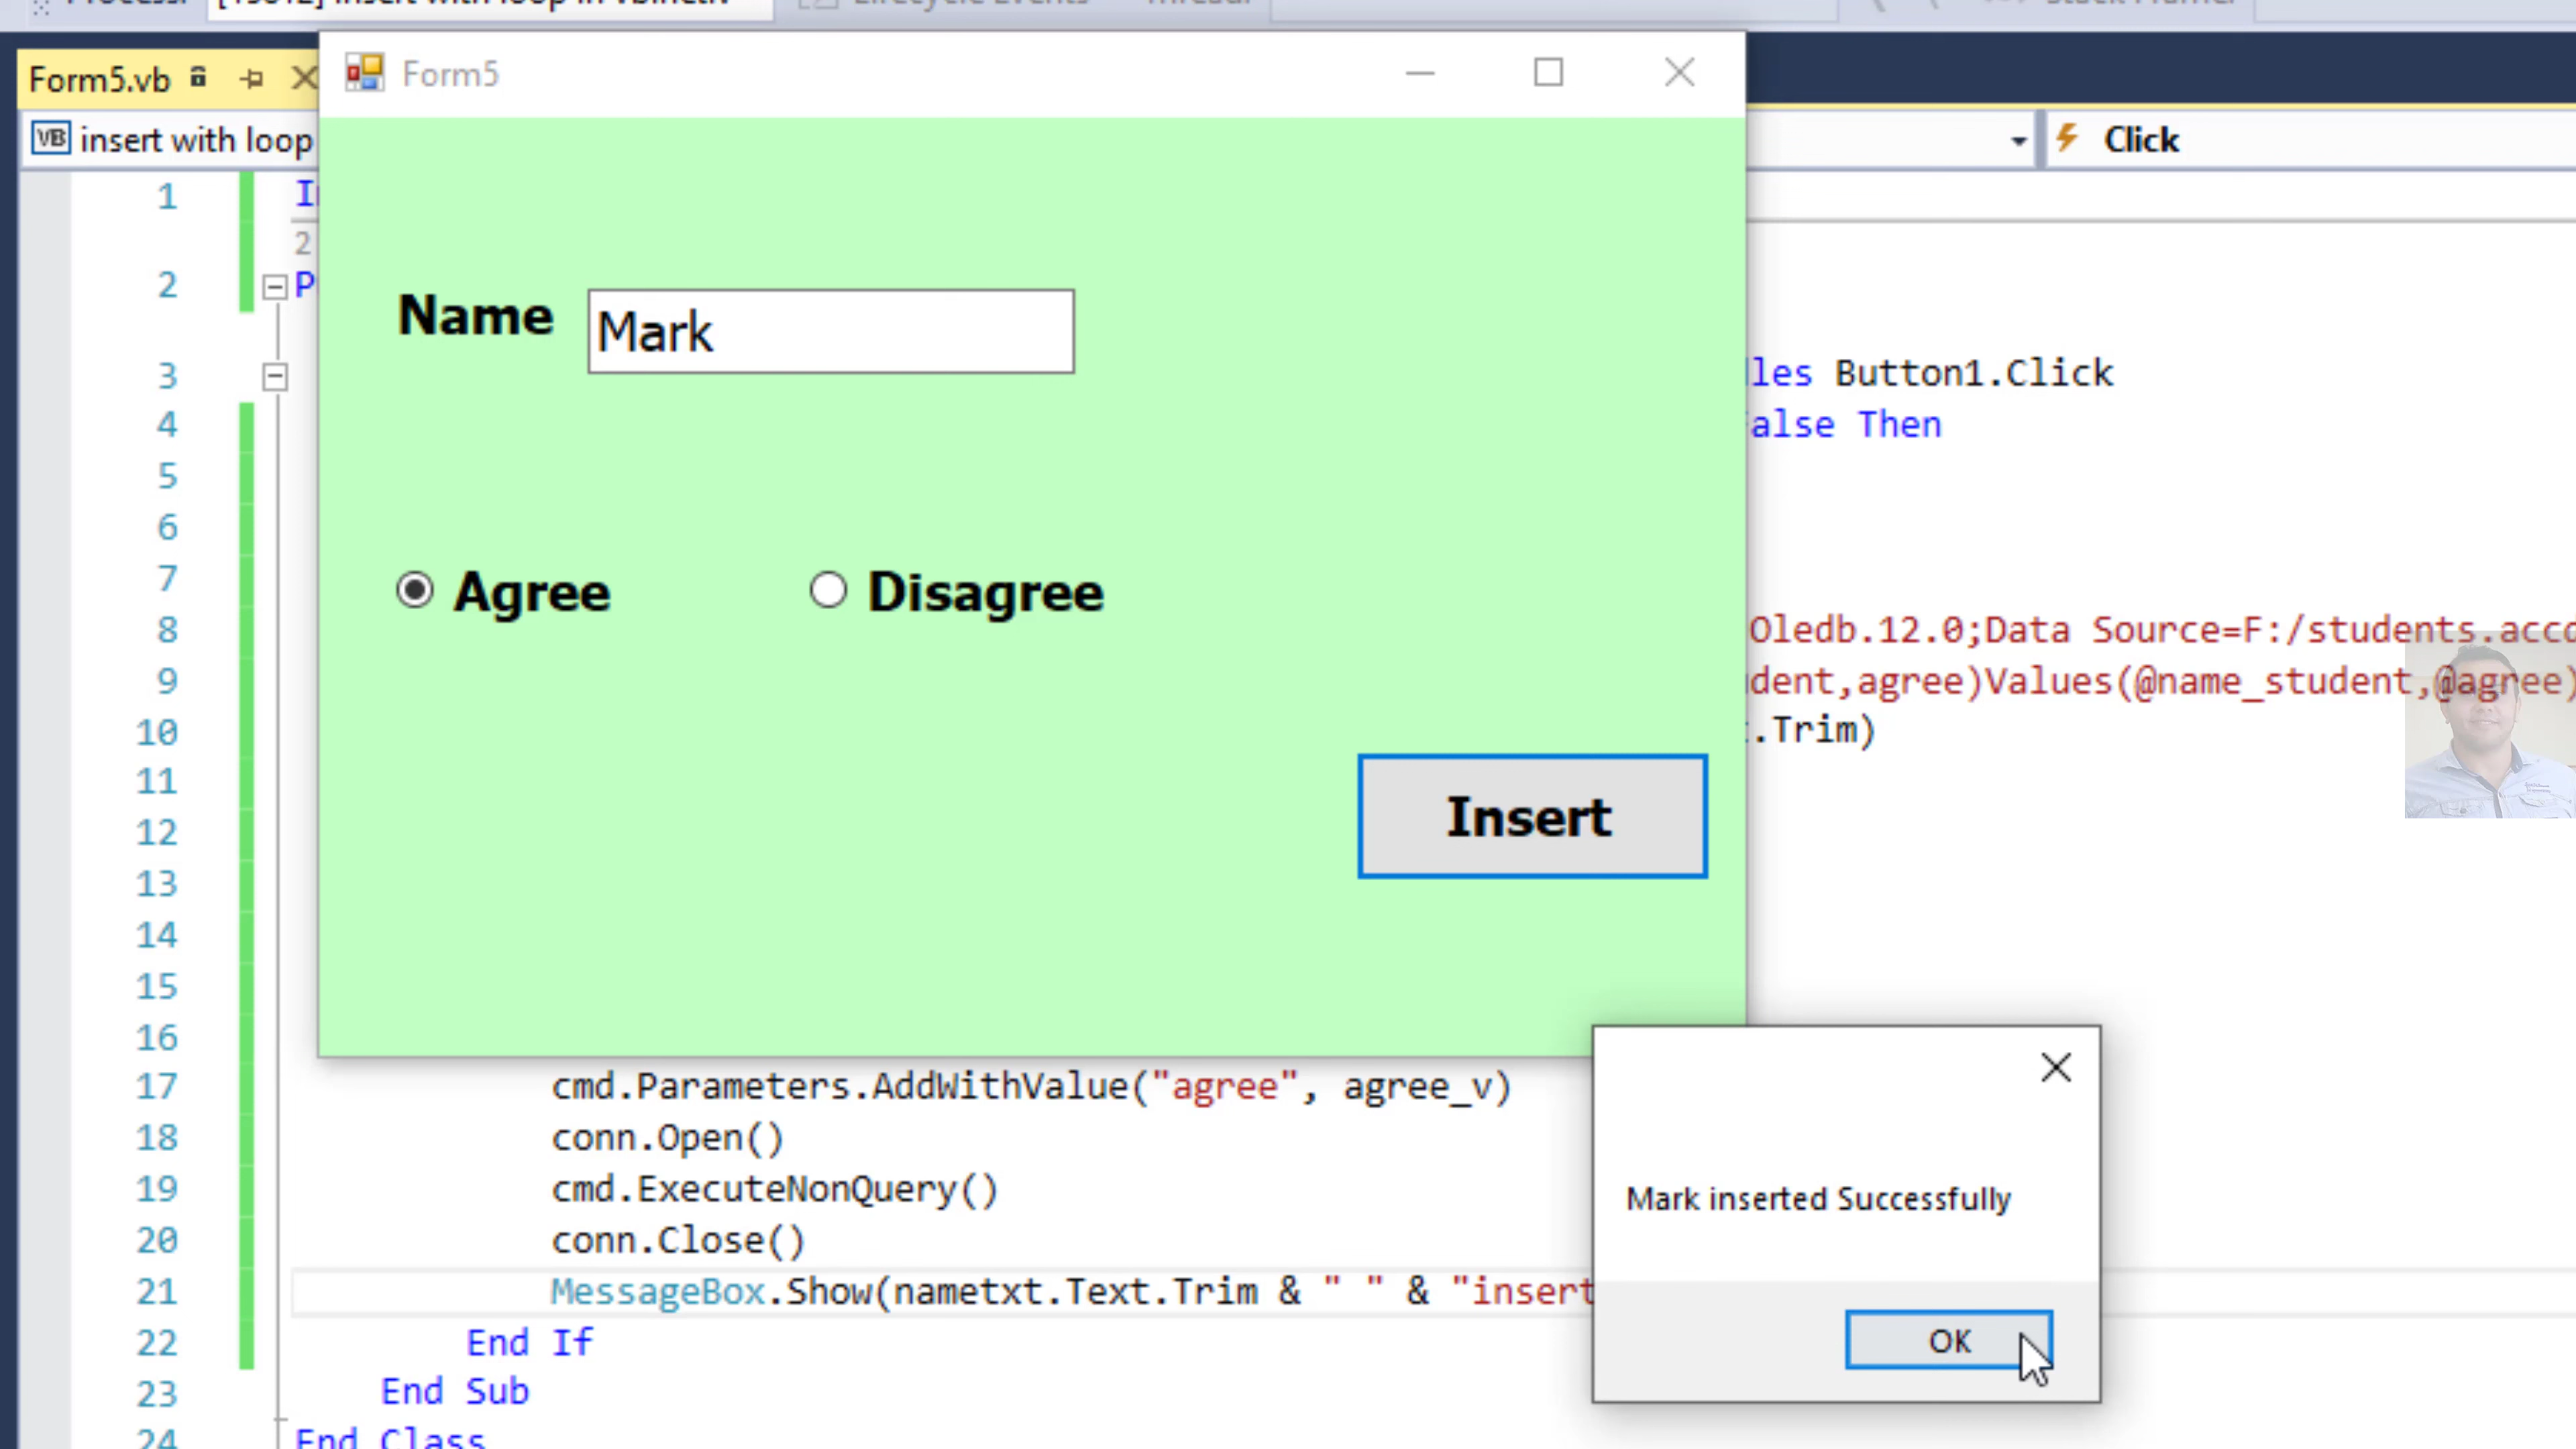 Form5.vb
Form5
VB insert with loop
Click
1
2
2 P
Name Mark
3 Button1.Click
4 Then
5
6
7
Agree Disagree
8 Oledb.12.0;Data Source=F:/students.acc
9 dent,agree)Values(@name_student,@agree)
10 .Trim)
11
Insert
12
13
14
15
16
17 cmd.Parameters.AddWithValue("agree", agree_v)
18 conn.Open()
19 cmd.ExecuteNonQuery()
Mark inserted Successfully
20 conn.Close()
21 MessageBox.Show(nametxt.Text.Trim & " " & "insert
OK
22 End If
23 End Sub
24 End Class